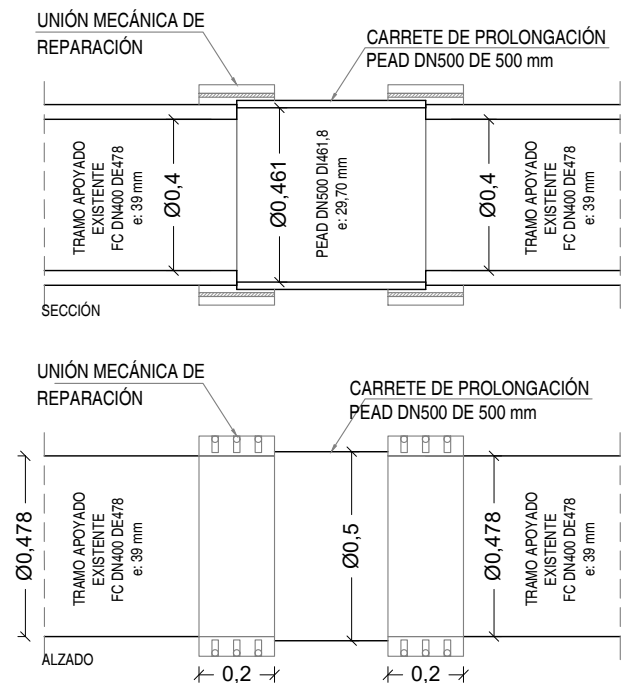 UNIÓN MECÁNICA DE
REPARACIÓN
CARRETE DE PROLONGACIÓN
PEAD DN500 DE 500 mm
TRAMO APOYADO
EXISTENTE
FC DN400 DE478
e: 39 mm
Ø0,4
Ø0,461
PEAD DN500 DI461,8
e: 29,70 mm
Ø0,4
TRAMO APOYADO
EXISTENTE
FC DN400 DE478
e: 39 mm
SECCIÓN
UNIÓN MECÁNICA DE
REPARACIÓN
CARRETE DE PROLONGACIÓN
PEAD DN500 DE 500 mm
Ø0,478
TRAMO APOYADO
EXISTENTE
FC DN400 DE478
e: 39 mm
Ø0,5
Ø0,478
TRAMO APOYADO
EXISTENTE
FC DN400 DE478
e: 39 mm
ALZADO
0,2
0,2